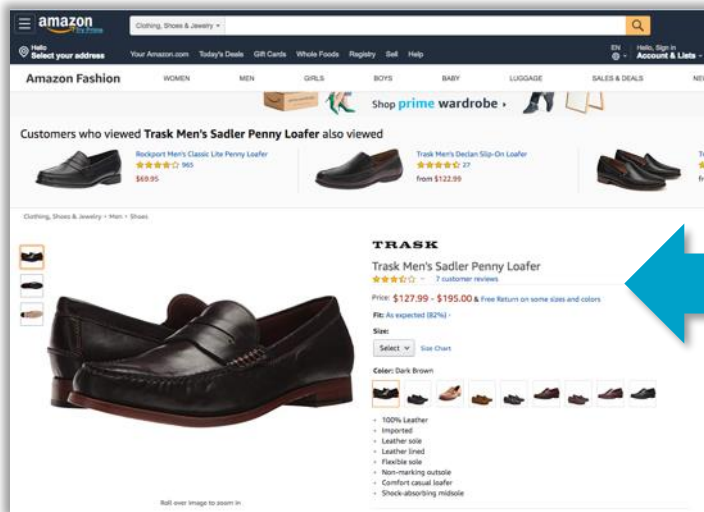 amazon
Try Prime
Clothing, Shoes & Jewelry
Hello
Select your address
Your Amazon.com Today's Deals Gift Cards Whole Foods Registry Sell Help
EN
Hello, Sign in
Account & Lists
Amazon Fashion
WOMEN MEN GIRLS BOYS BABY LUGGAGE SALES & DEALS NE
Shop prime wardrobe
Customers who viewed Trask Men's Sadler Penny Loafer also viewed
Rockport Men's Classic Lite Penny Loafer
965
$69.95
Trask Men's Declan Slip-On Loafer
27
from $122.99
Clothing, Shoes & Jewelry › Men › Shoes
TRASK
Trask Men's Sadler Penny Loafer
7 customer reviews
Price: $127.99 - $195.00 & Free Return on some sizes and colors
Fit: As expected (82%)
Size:
Select Size Chart
Color: Dark Brown
100% Leather
Imported
Leather sole
Leather lined
Flexible sole
Non-marking outsole
Comfort casual loafer
Shock-absorbing midsole
Roll over image to zoom in